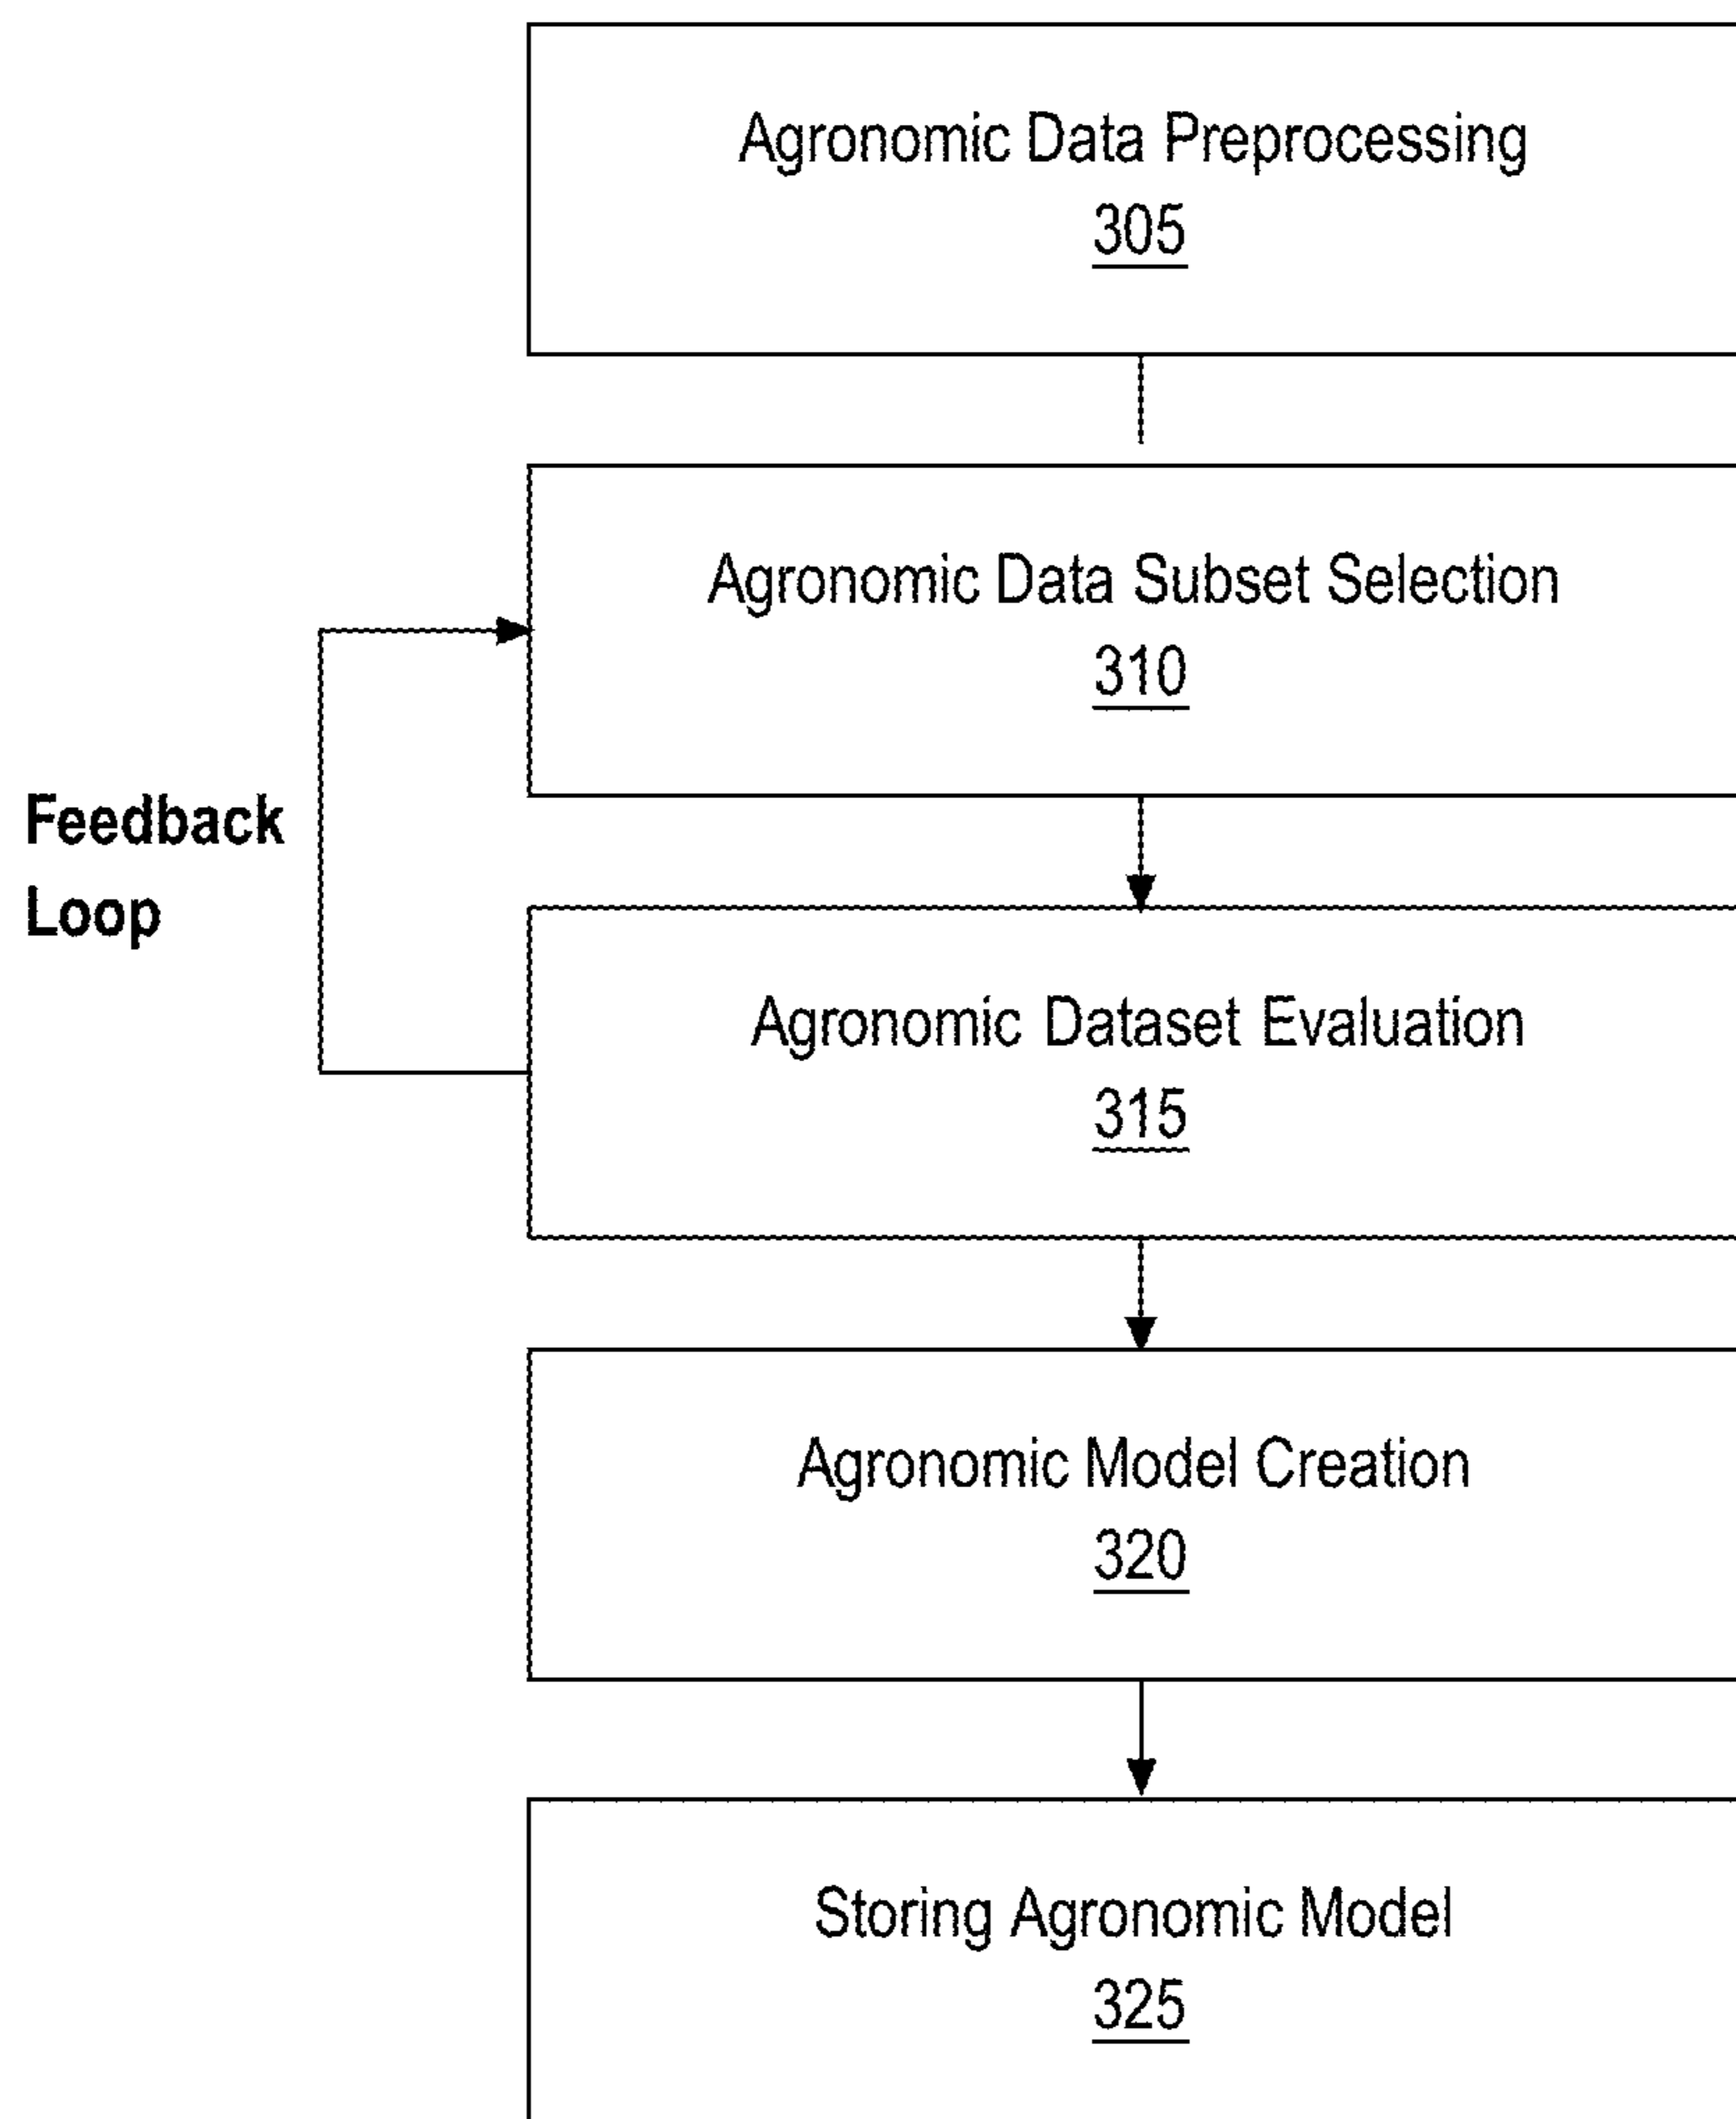 Agronomic Data Preprocessing
305
Agronomic Data Subset Selection
310
Feedback
Loop
Agronomic Dataset Evaluation
315
Agronomic Model Creation
320
Storing Agronomic Model
325